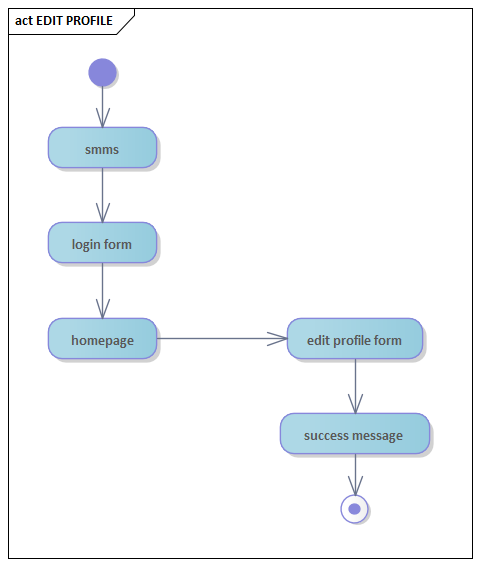 act EDIT PROFILE
smms
login form
homepage
edit profile form
success message